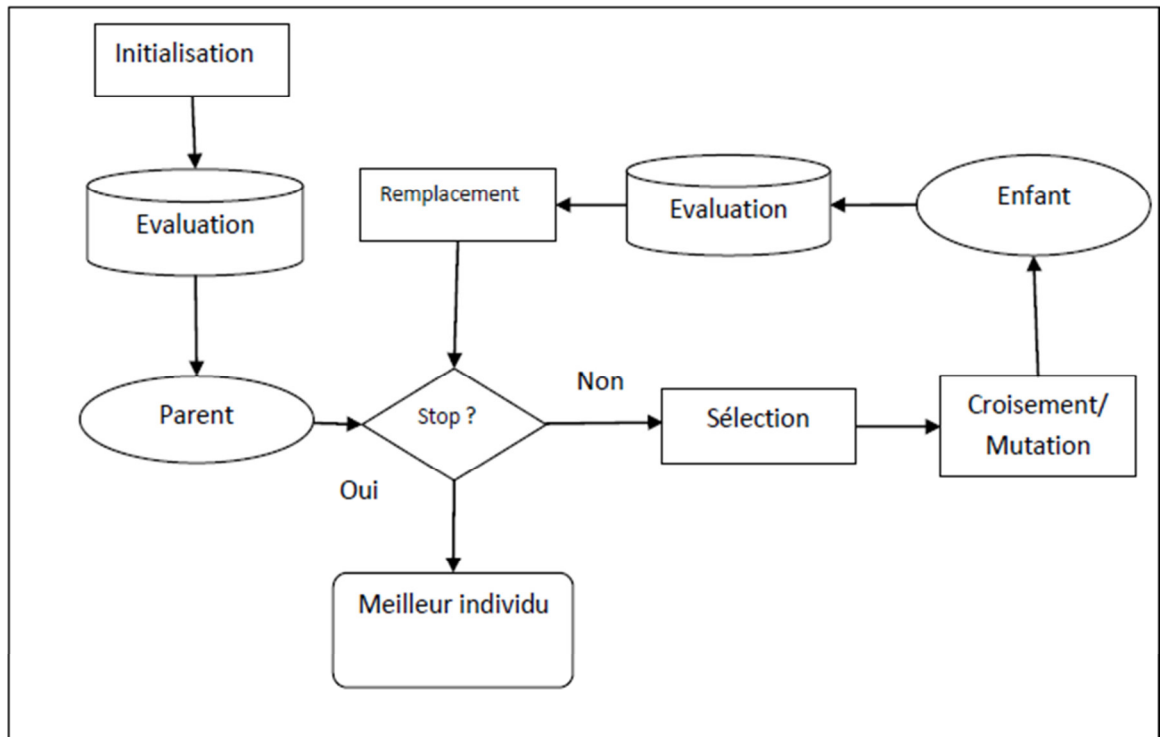 Initialisation
Evaluation
Remplacement
Evaluation
Enfant
Parent
Stop ?
Non
Sélection
Croisement/
Mutation
Oui
Meilleur individu